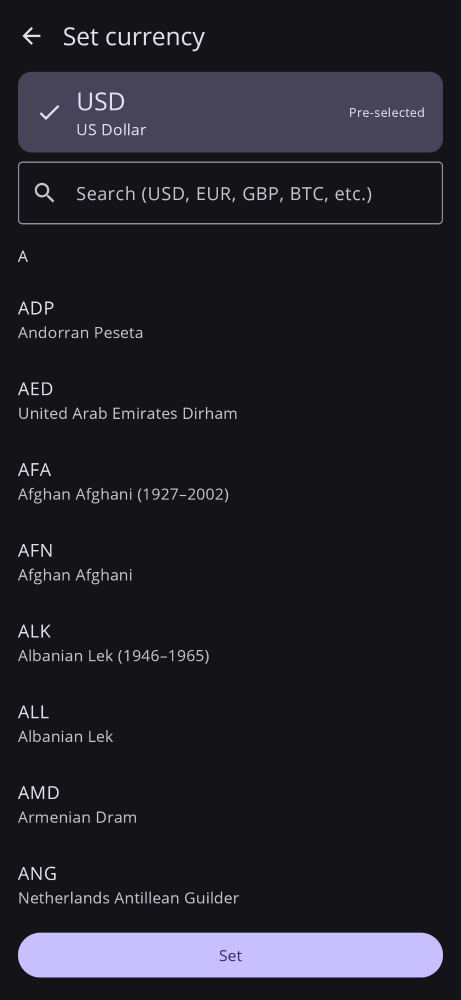 Set currency
USD
US Dollar
Pre-selected
Search (USD, EUR, GBP, BTC, etc.)
A
ADP
Andorran Peseta
AED
United Arab Emirates Dirham
AFA
Afghan Afghani (1927–2002)
AFN
Afghan Afghani
ALK
Albanian Lek (1946–1965)
ALL
Albanian Lek
AMD
Armenian Dram
ANG
Netherlands Antillean Guilder
Set